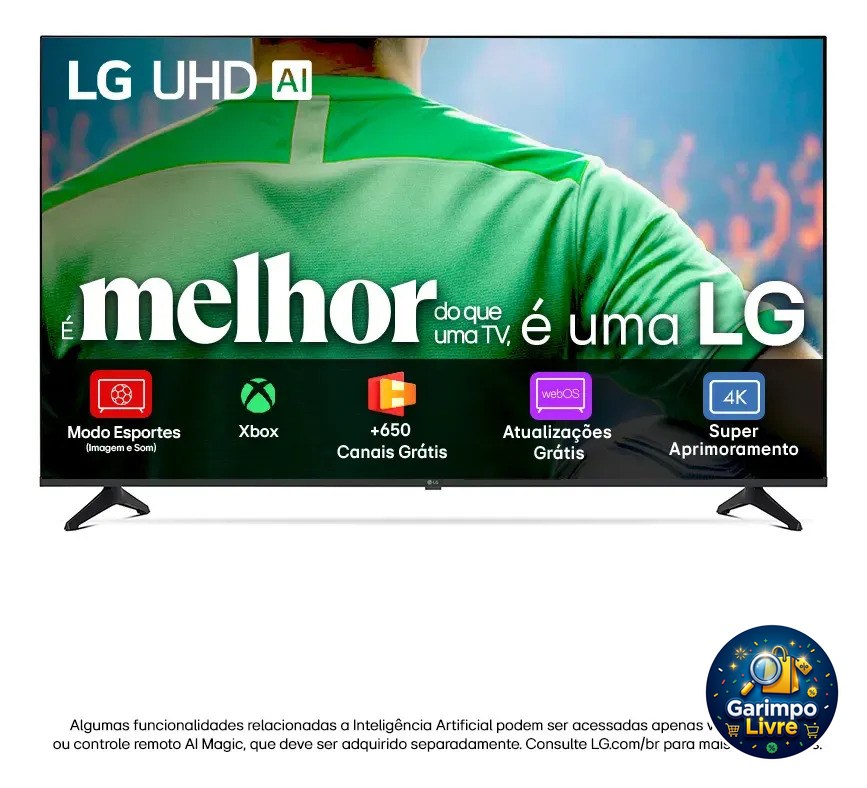 LG UHD AI
É melhor do que
uma TV, é uma LG
webOS
4K
Modo Esportes
(Imagem e Som)
Xbox
+650
Canais Grátis
Atualizações
Grátis
Super
Aprimoramento
LG
Garimpo
Livre
Algumas funcionalidades relacionadas a Inteligência Artificial podem ser acessadas apenas
ou controle remoto AI Magic, que deve ser adquirido separadamente. Consulte LG.com/br para